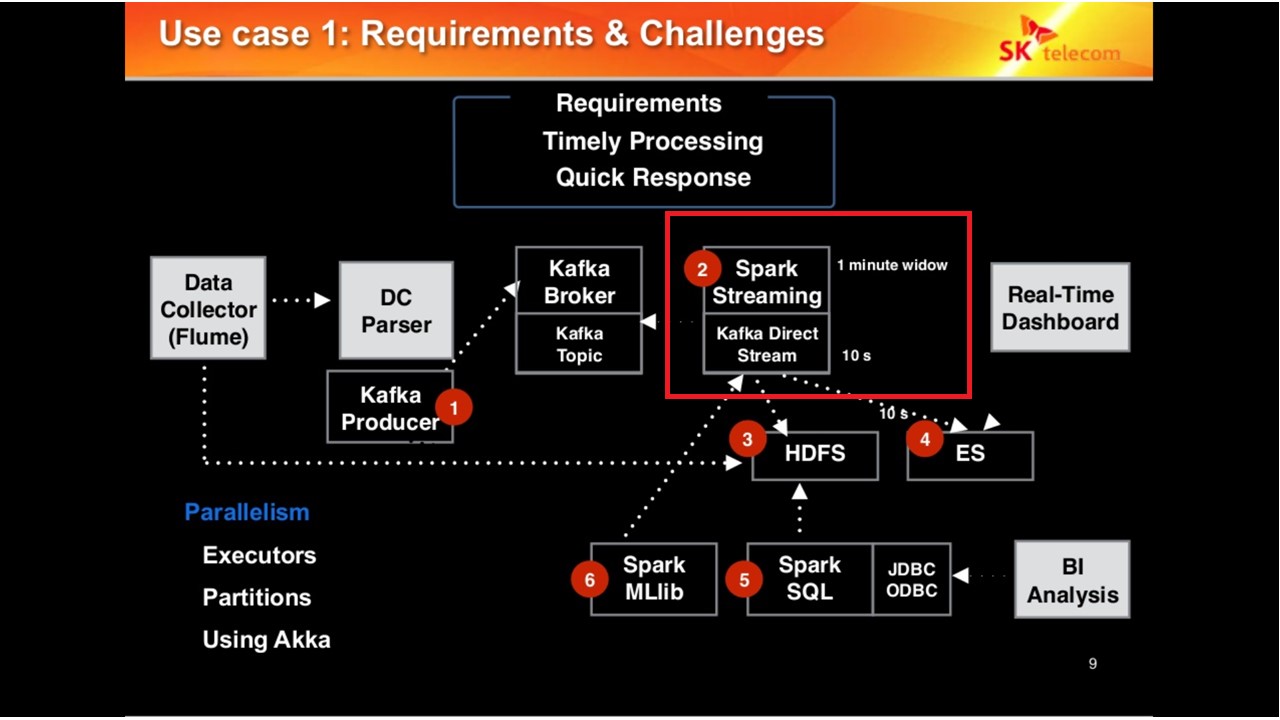 Use case 1: Requirements & Challenges
SK telecom
Requirements
Timely Processing
Quick Response
Data
Collector
(Flume)
DC
Parser
Kafka
Producer
1
Kafka
Broker
Kafka
Topic
2
Spark
Streaming
1 minute widow
Kafka Direct
Stream
10 s
Real-Time
Dashboard
10 s
3
HDFS
4
ES
Parallelism
Executors
Partitions
Using Akka
6
Spark
MLlib
5
Spark
SQL
JDBC
ODBC
BI
Analysis
9